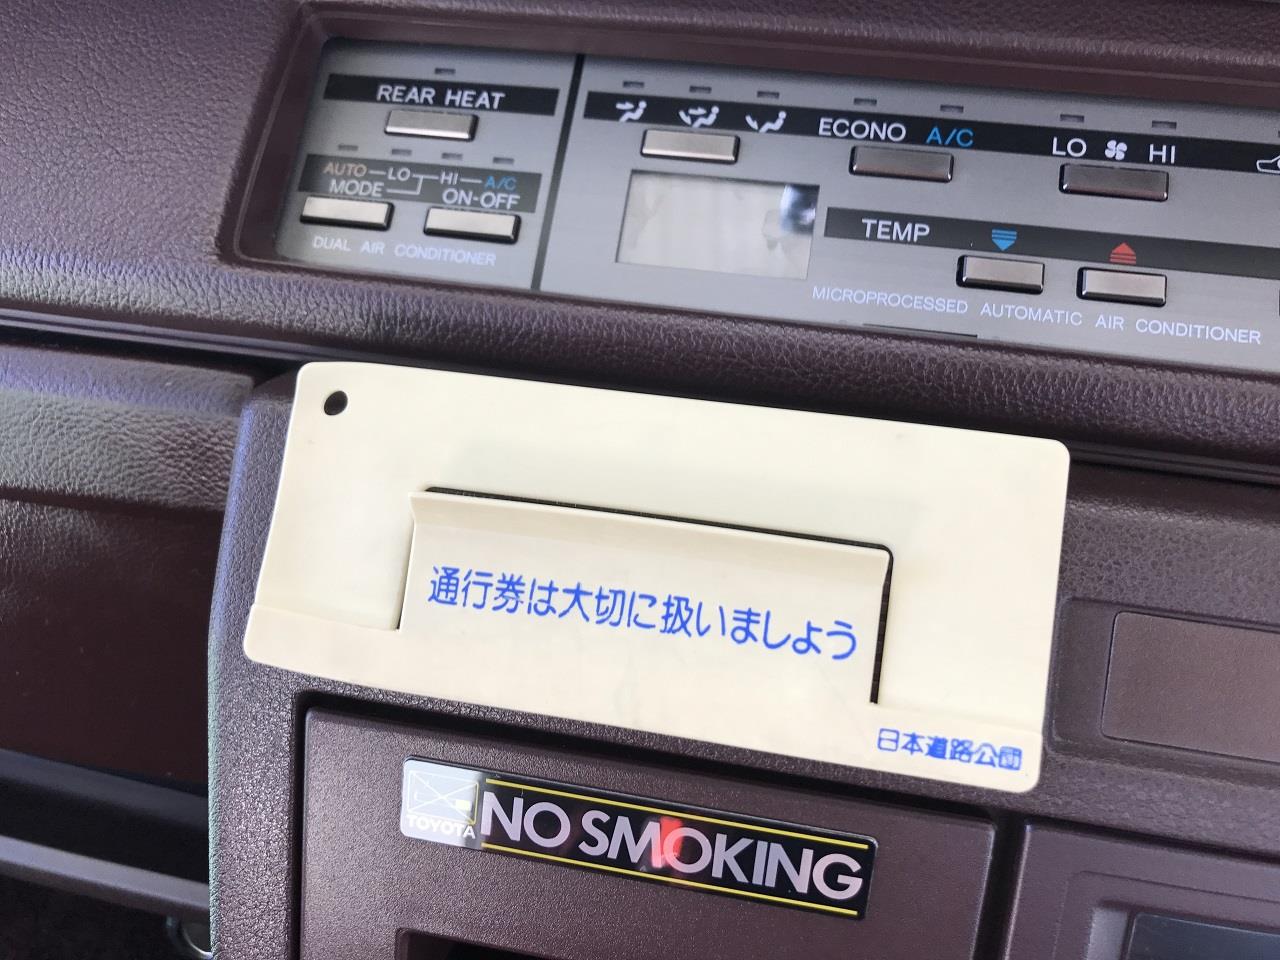 REAR HEAT
AUTO LO HI A/C
MODE ON-OFF
DUAL AIR CONDITIONER
ECONO A/C
LO HI
TEMP
MICROPROCESSED AUTOMATIC AIR CONDITIONER
通行券は大切に扱いましょう
日本道路公団
TOYOTA
NO SMOKING